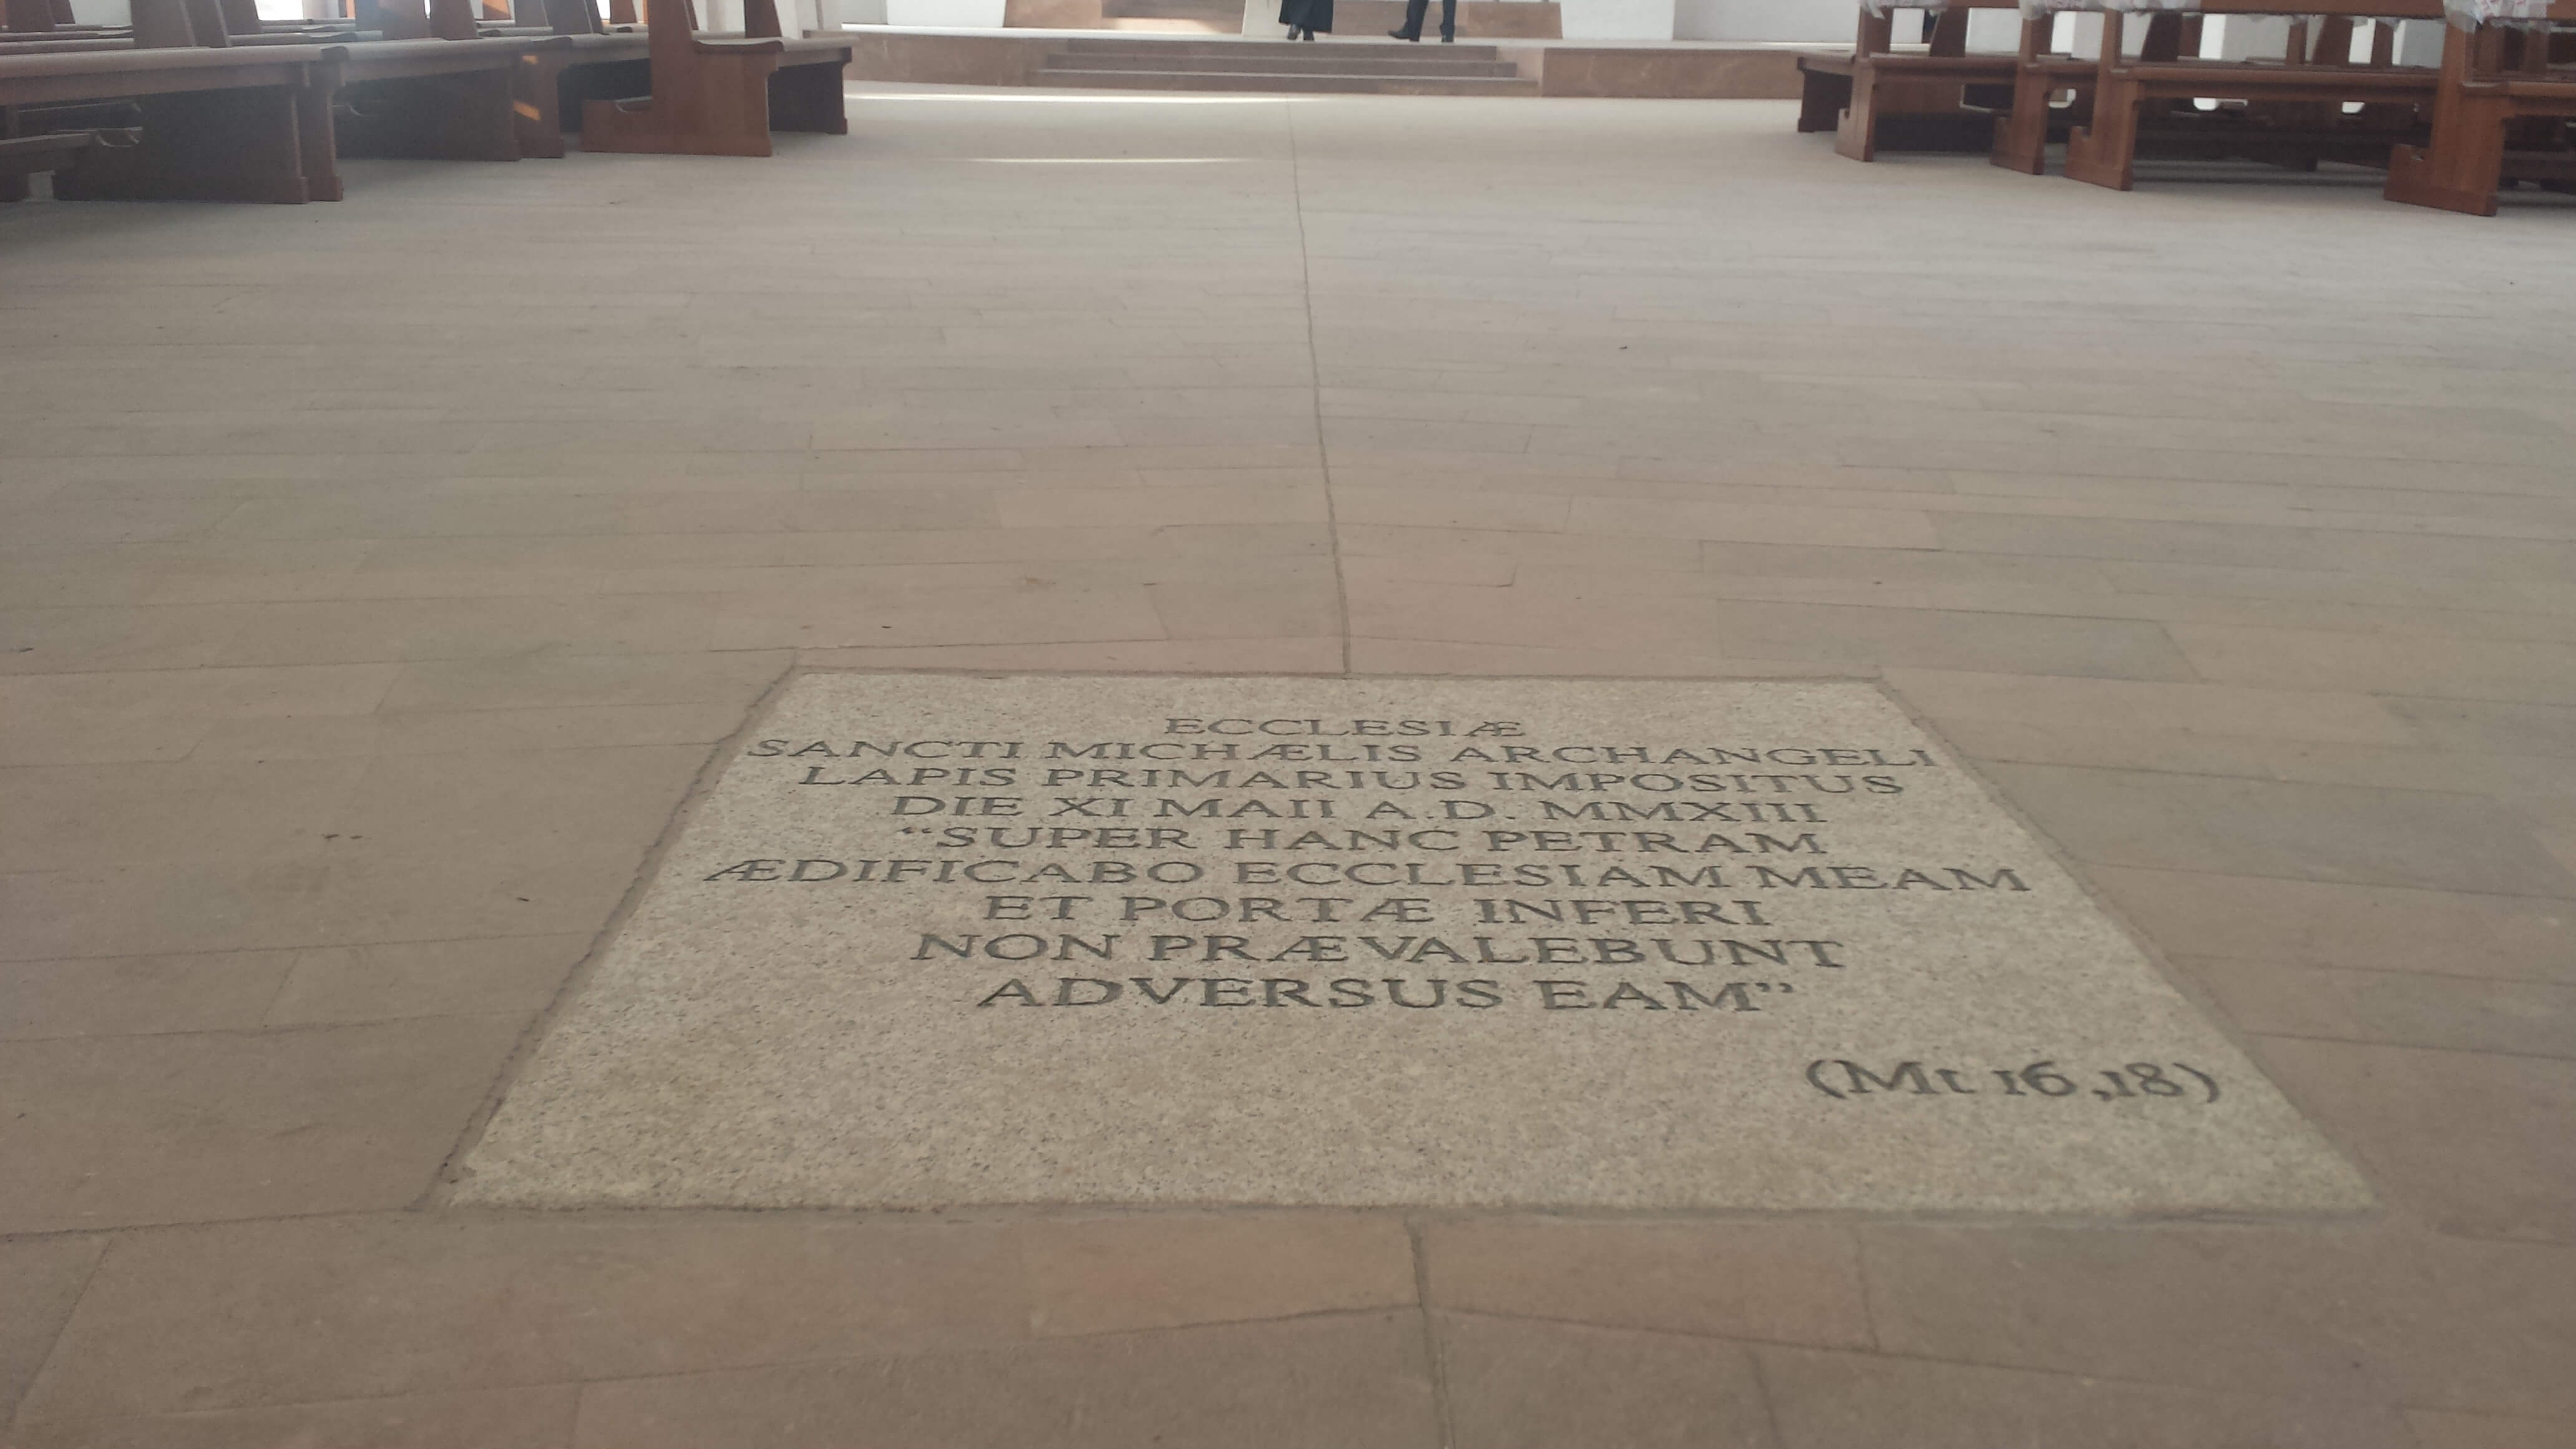 ECCLESIÆ
SANCTI MICHÆLIS ARCHANGELI
LAPIS PRIMARIUS IMPOSITUS
DIE XI MAII A.D. MMXIII
“SUPER HANC PETRAM
ÆDIFICABO ECCLESIAM MEAM
ET PORTÆ INFERI
NON PRÆVALEBUNT
ADVERSUS EAM”
(Mt 16,18)